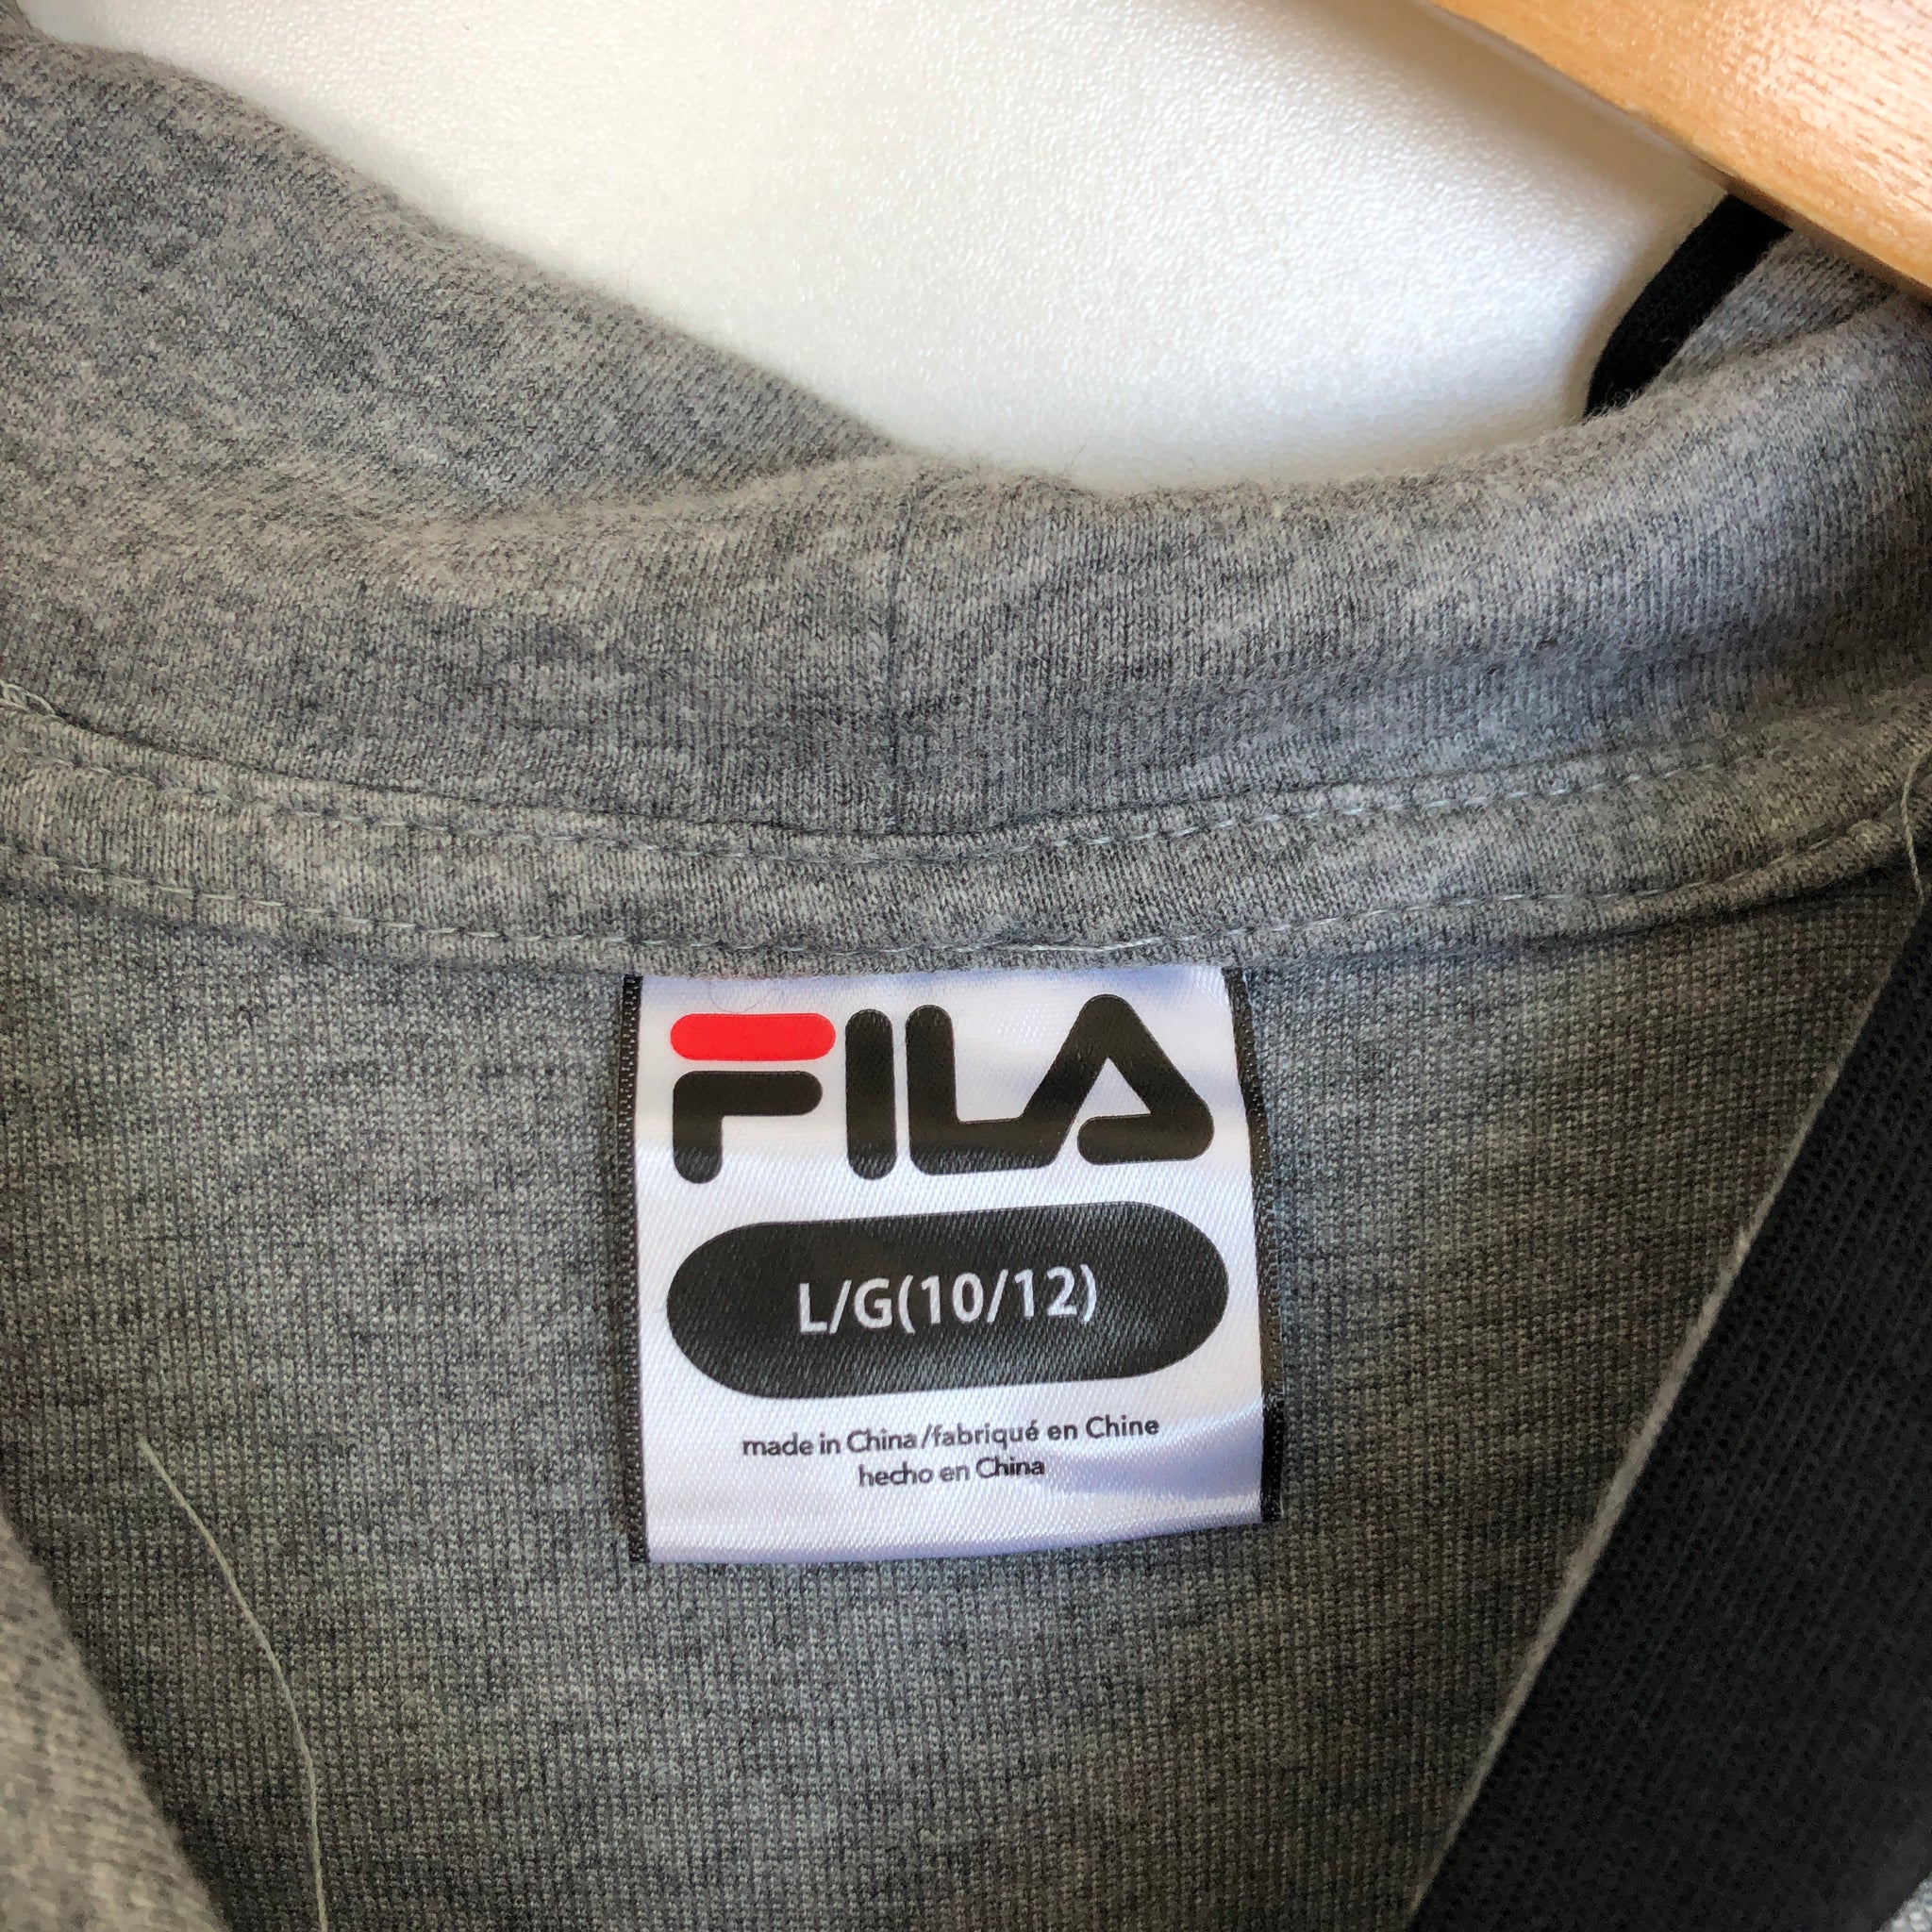 FILA
L/G(10/12)
made in China/fabriqué en Chine
hecho en China